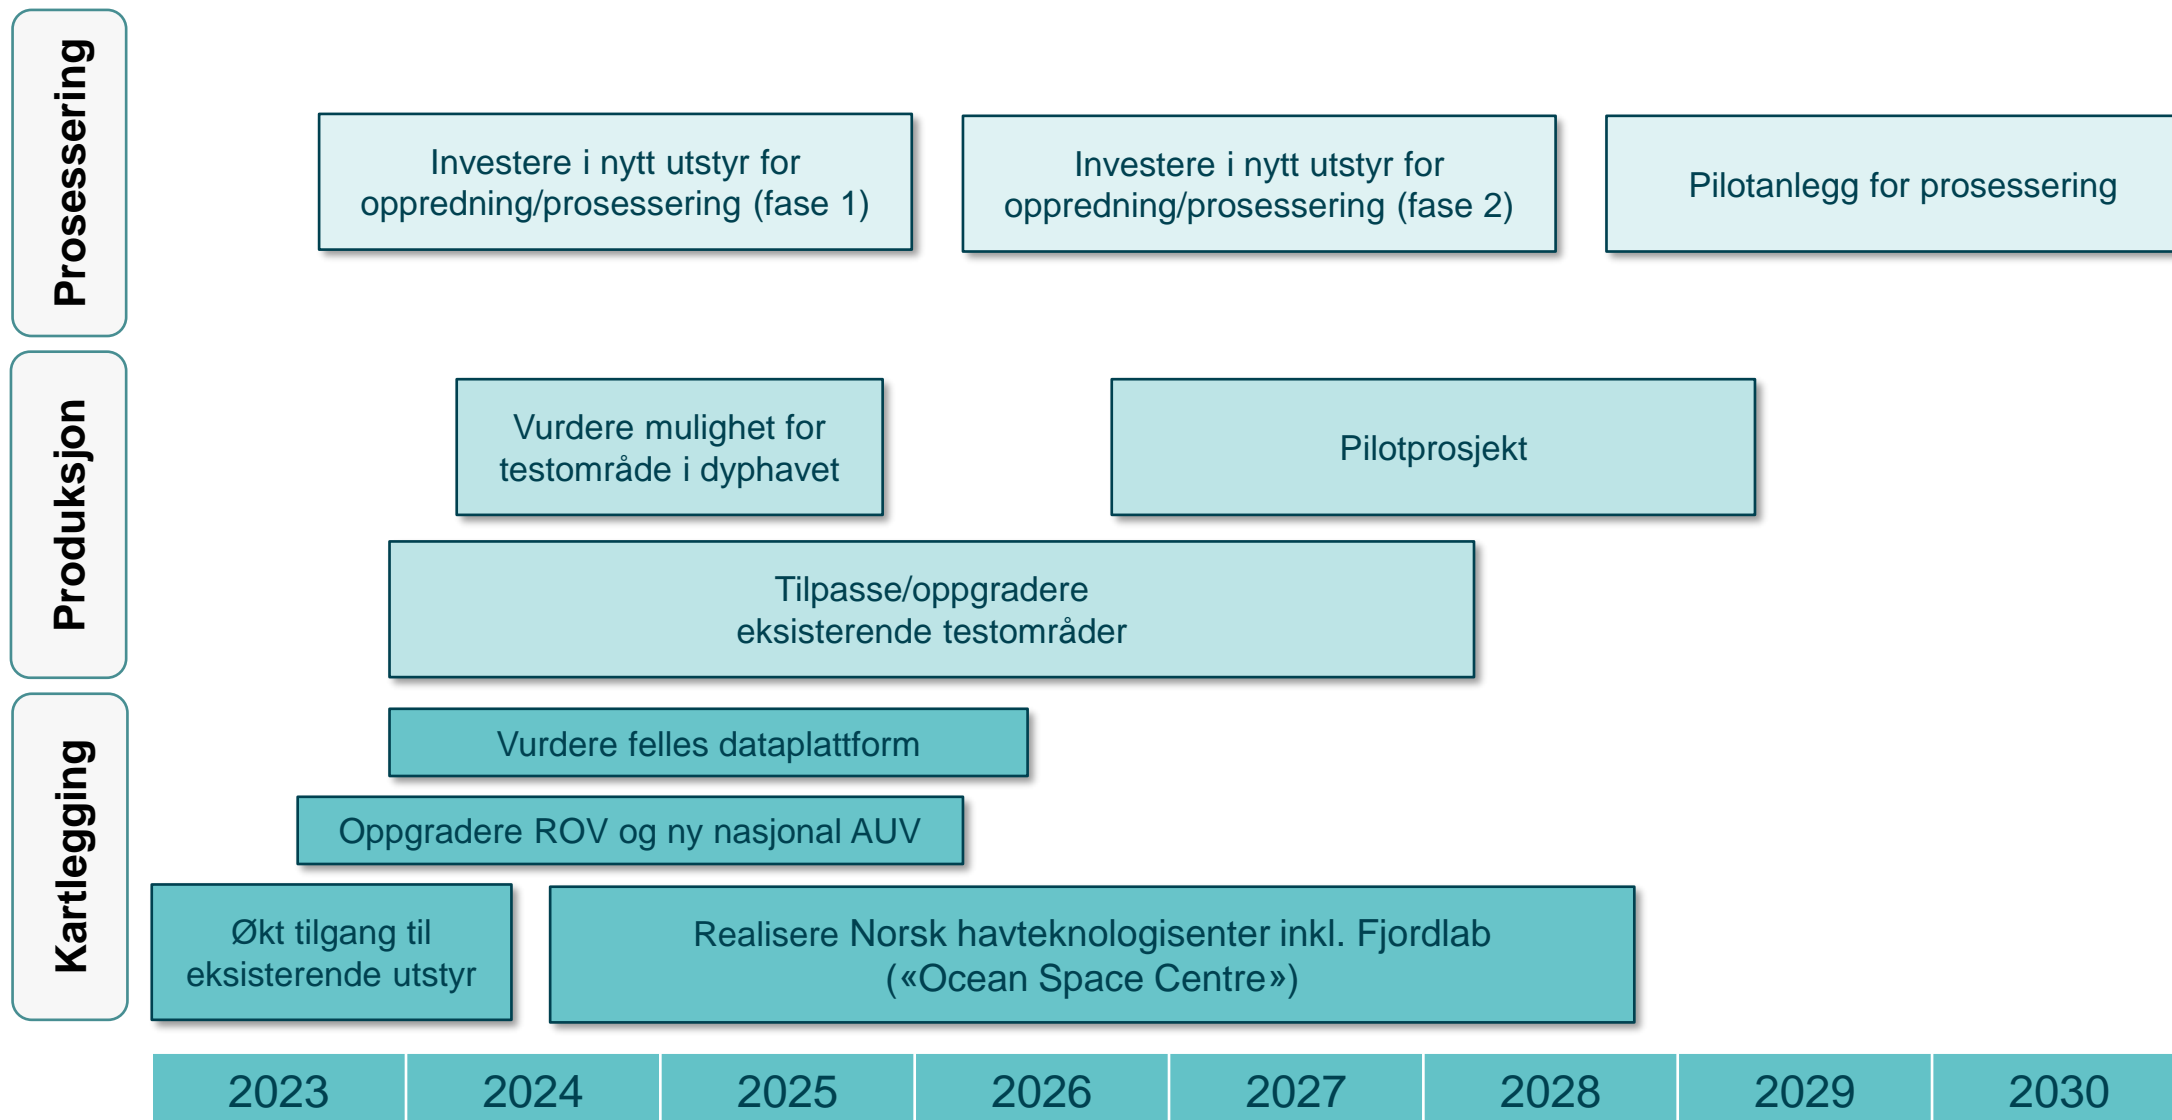 Prosessering
Investere i nytt utstyr for
oppredning/prosessering (fase 1)
Investere i nytt utstyr for
oppredning/prosessering (fase 2)
Pilotanlegg for prosessering
Produksjon
Vurdere mulighet for
testområde i dyphavet
Pilotprosjekt
Tilpasse/oppgradere
eksisterende testområder
Kartlegging
Vurdere felles dataplattform
Oppgradere ROV og ny nasjonal AUV
Økt tilgang til
eksisterende utstyr
Realisere Norsk havteknologisenter inkl. Fjordlab
(«Ocean Space Centre»)
2023 2024 2025 2026 2027 2028 2029 2030